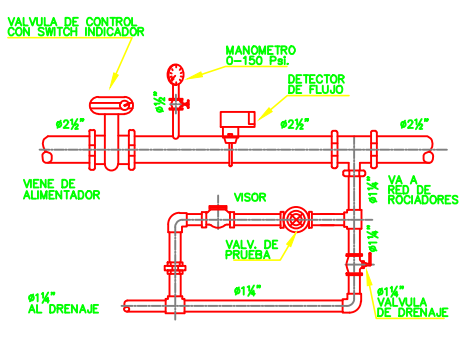 VALVULA DE CONTROL
CON SWITCH INDICADOR
MANOMETRO
0-150 Psi.
DETECTOR
DE FLUJO
ø½"
ø2½"
ø2½"
ø2½"
VIENE DE
ALIMENTADOR
ø1¼"
VA A
RED DE
ROCIADORES
VISOR
ø1¼"
VALV. DE
PRUEBA
ø1¼"
AL DRENAJE
ø1¼"
ø1¼"
VALVULA
DE DRENAJE